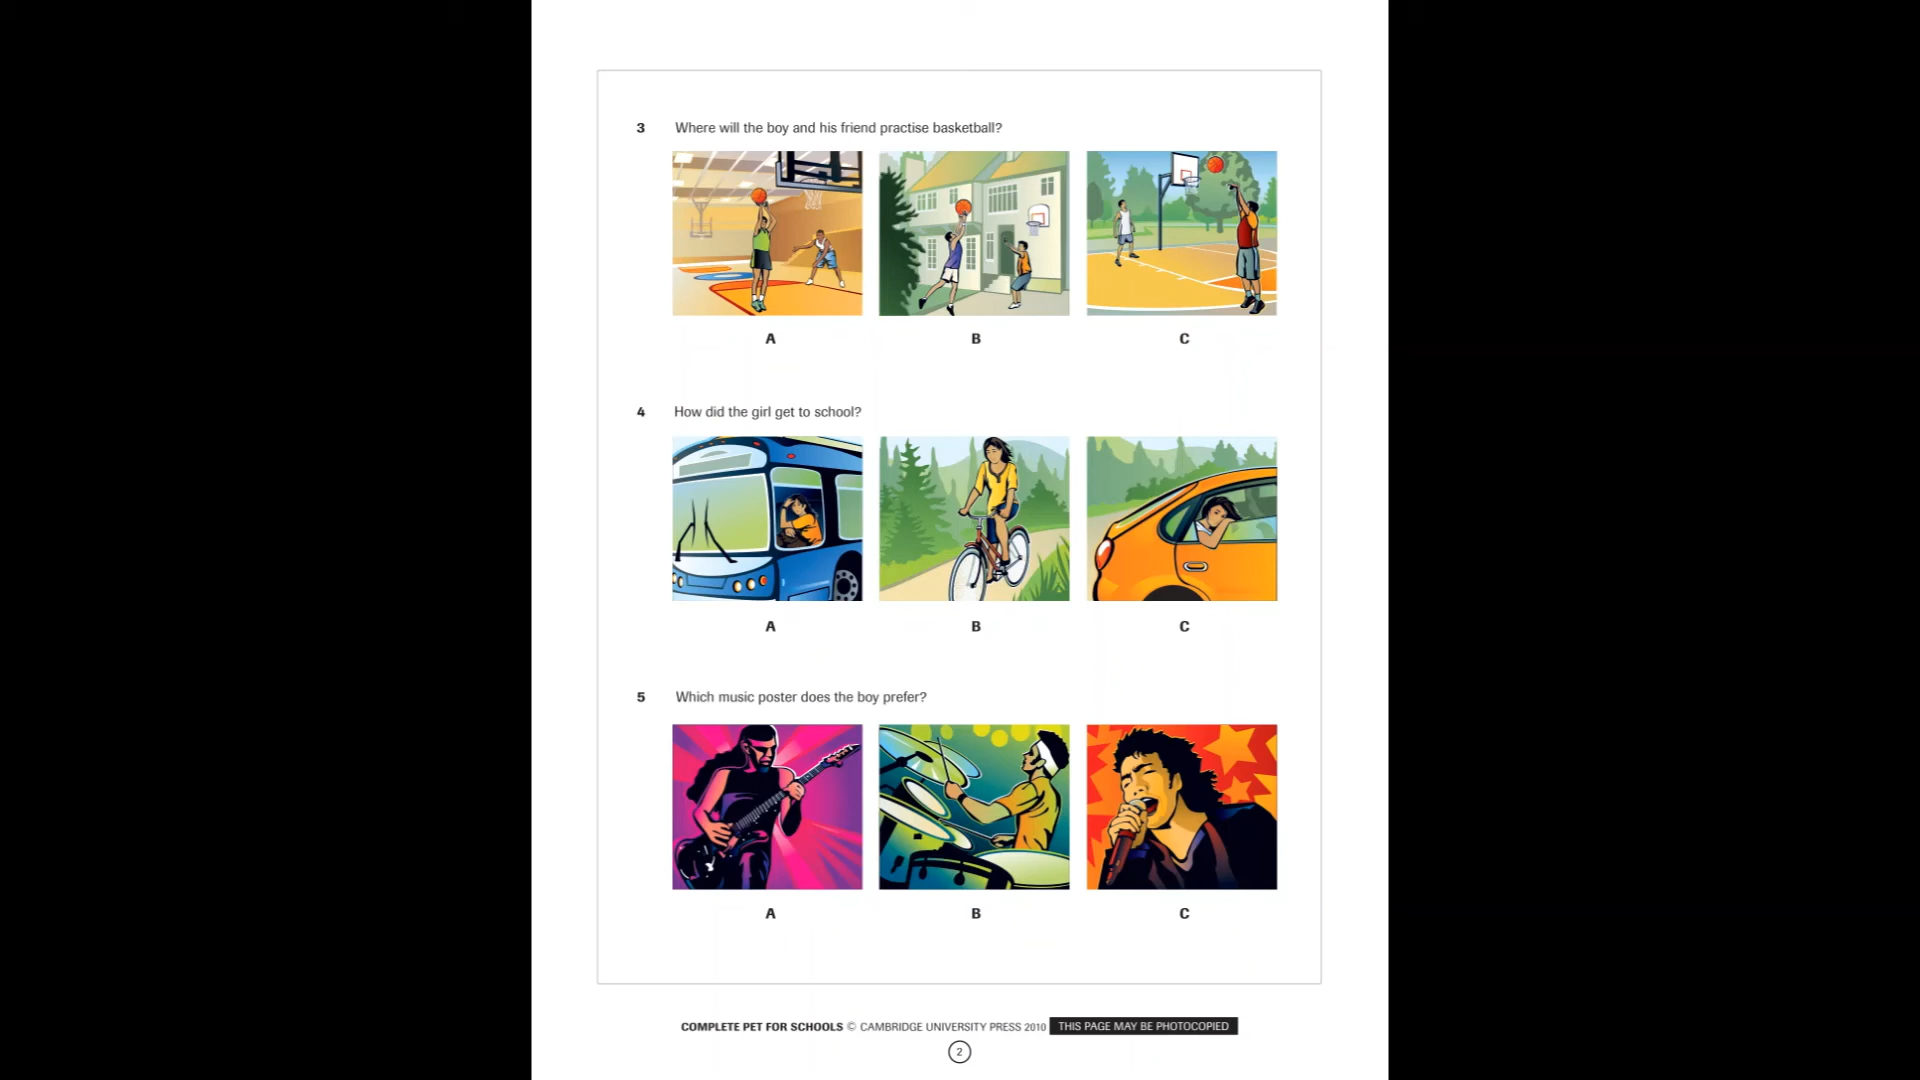 3 Where will the boy and his friend practise basketball?
A B C
4 How did the girl get to school?
A B C
5 Which music poster does the boy prefer?
A B C
COMPLETE PET FOR SCHOOLS © CAMBRIDGE UNIVERSITY PRESS 2010 THIS PAGE MAY BE PHOTOCOPIED
2